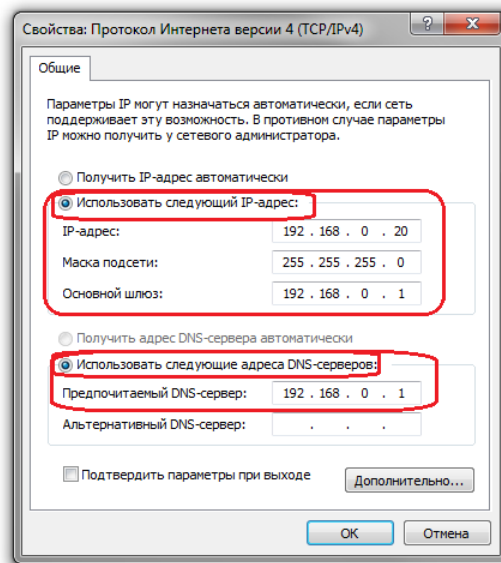 Свойства: Протокол Интернета версии 4 (TCP/IPv4)
Общие
Параметры IP могут назначаться автоматически, если сеть
поддерживает эту возможность. В противном случае параметры
IP можно получить у сетевого администратора.
Получить IP-адрес автоматически
Использовать следующий IP-адрес:
IP-адрес: 192 . 168 . 0 . 20
Маска подсети: 255 . 255 . 255 . 0
Основной шлюз: 192 . 168 . 0 . 1
Получить адрес DNS-сервера автоматически
Использовать следующие адреса DNS-серверов:
Предпочитаемый DNS-сервер: 192 . 168 . 0 . 1
Альтернативный DNS-сервер: . . .
Подтвердить параметры при выходе
Дополнительно...
OK Отмена